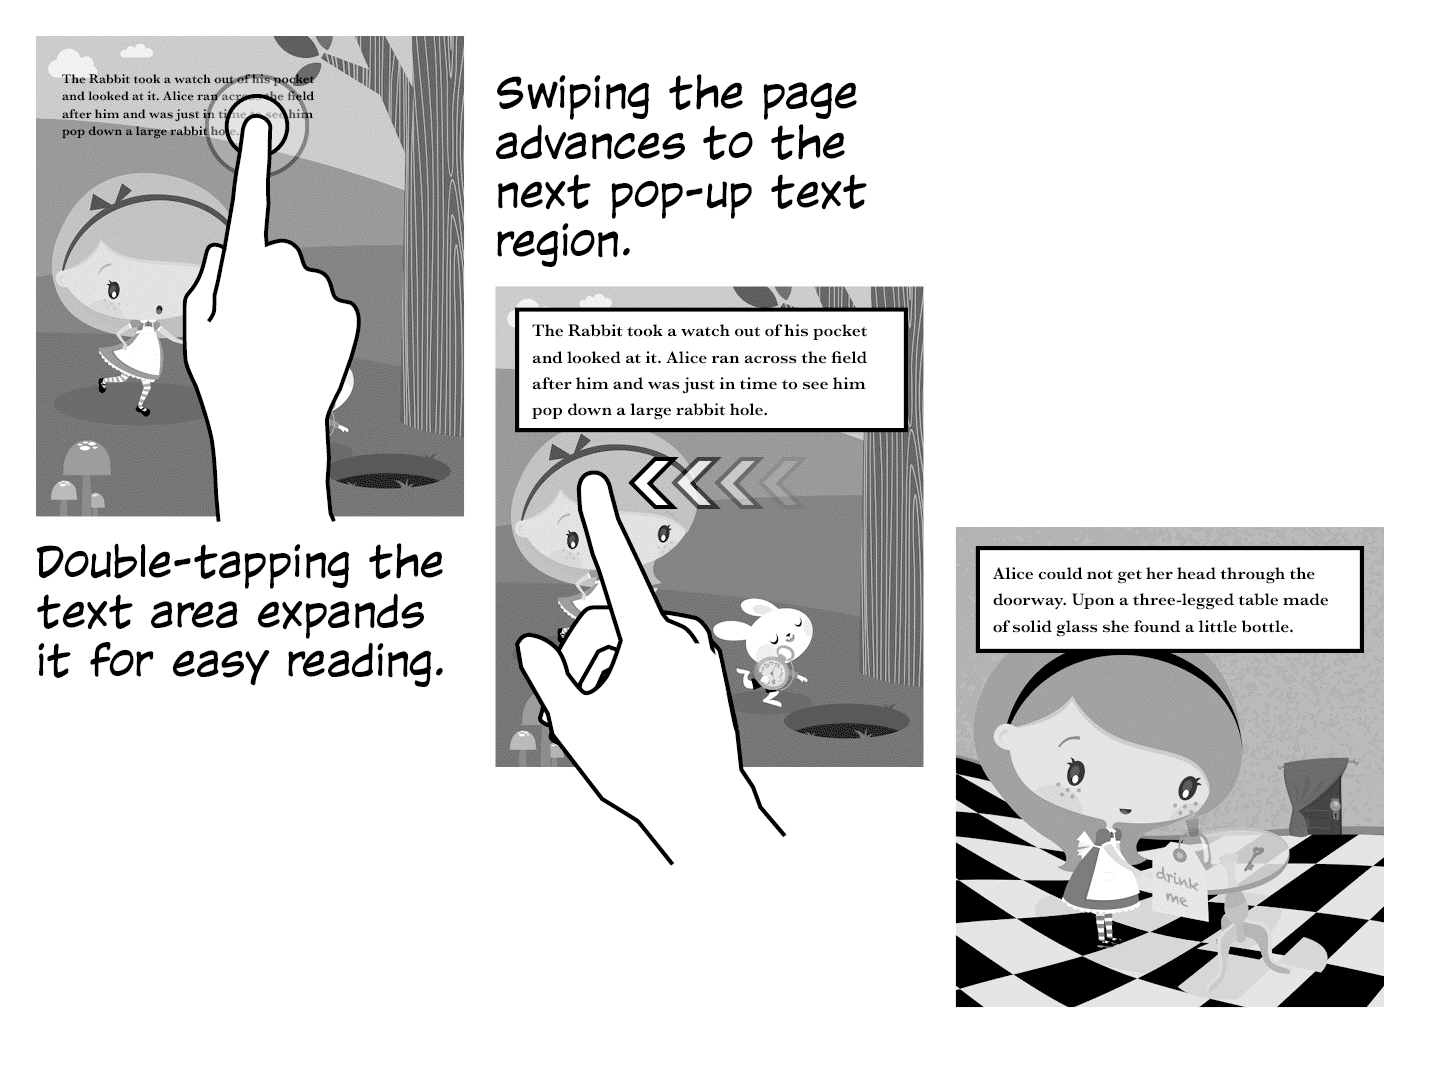 The Rabbit took a watch out of his pocket
and looked at it. Alice ran across the field
after him and was just in time to see him
pop down a large rabbit hole.
Double-tapping the
text area expands
it for easy reading.
Swiping the page
advances to the
next pop-up text
region.
The Rabbit took a watch out of his pocket
and looked at it. Alice ran across the field
after him and was just in time to see him
pop down a large rabbit hole.
Alice could not get her head through the
doorway. Upon a three-legged table made
of solid glass she found a little bottle.
drink
me